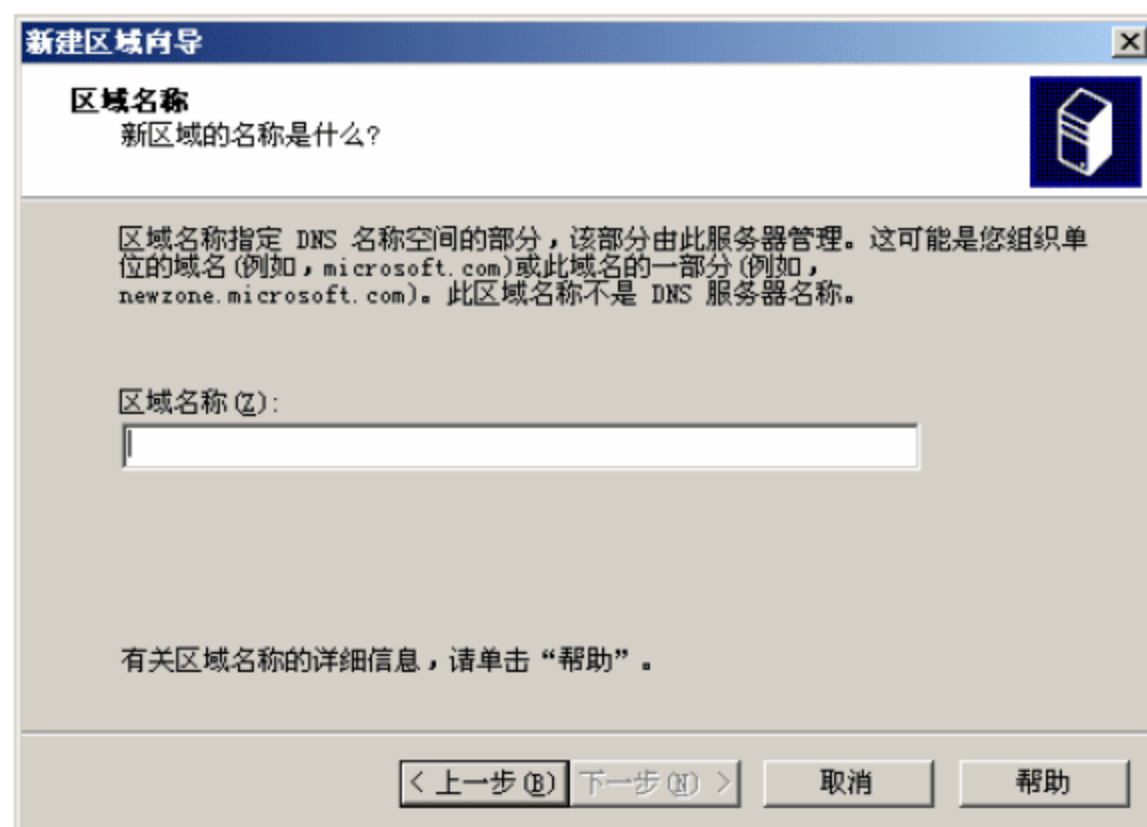 新建区域向导
区域名称
新区域的名称是什么?
区域名称指定 DNS 名称空间的部分，该部分由此服务器管理。这可能是您组织单
位的域名(例如，microsoft.com)或此域名的一部分(例如，
newzone.microsoft.com)。此区域名称不是 DNS 服务器名称。
区域名称(Z):
有关区域名称的详细信息，请单击“帮助”。
< 上一步(B) 下一步(N) > 取消 帮助